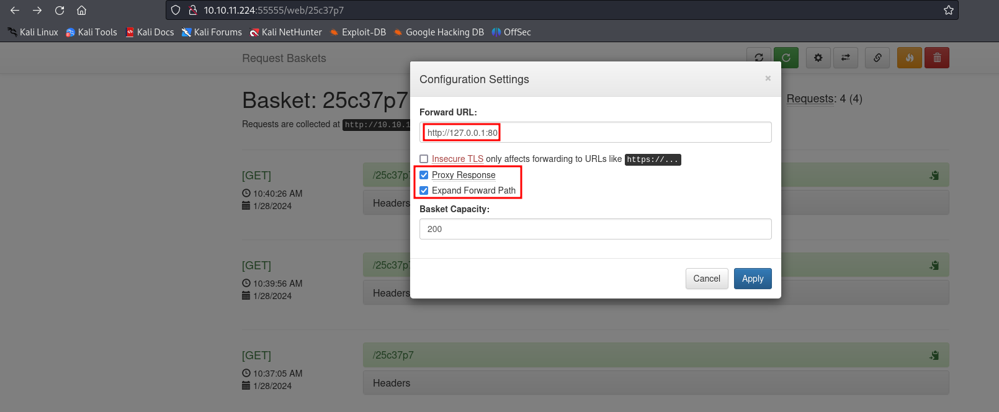 10.10.11.224:55555/web/25c37p7
Kali Linux Kali Tools Kali Docs Kali Forums Kali NetHunter Exploit-DB Google Hacking DB OffSec
Request Baskets
Configuration Settings ×
Basket: 25c37p7
Requests: 4 (4)
Requests are collected at http://10.10.1
Forward URL:
http://127.0.0.1:80
Insecure TLS only affects forwarding to URLs like https://...
Proxy Response
Expand Forward Path
Basket Capacity:
200
Cancel Apply
[GET] /25c37p7
10:40:26 AM Headers
1/28/2024
[GET] /25c37p7
10:39:56 AM
1/28/2024 Headers
[GET] /25c37p7
10:37:05 AM Headers
1/28/2024